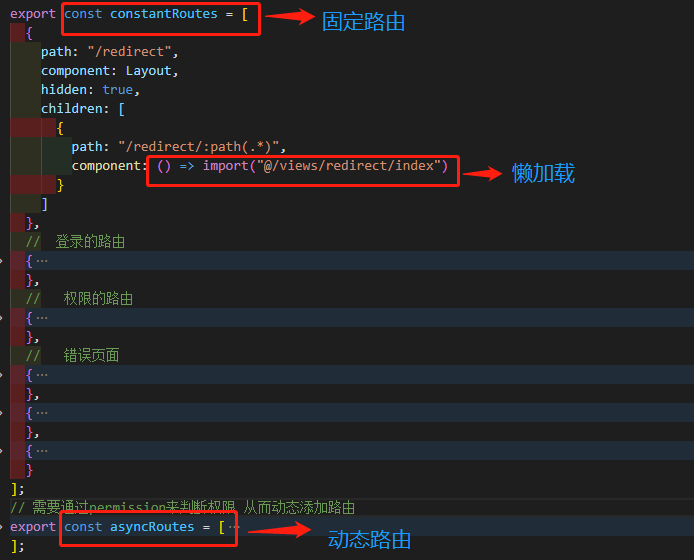 export const constantRoutes = [ 固定路由
{
path: "/redirect",
component: Layout,
hidden: true,
children: [
{
path: "/redirect/:path(.*)",
component: () => import("@/views/redirect/index") 懒加载
}
]
},
// 登录的路由
{ ···
},
// 权限的路由
{ ···
},
// 错误页面
{ ···
},
{ ···
},
{ ···
}
];
// 需要通过permission来判断权限 从而动态添加路由
export const asyncRoutes = [ ··· 动态路由
];